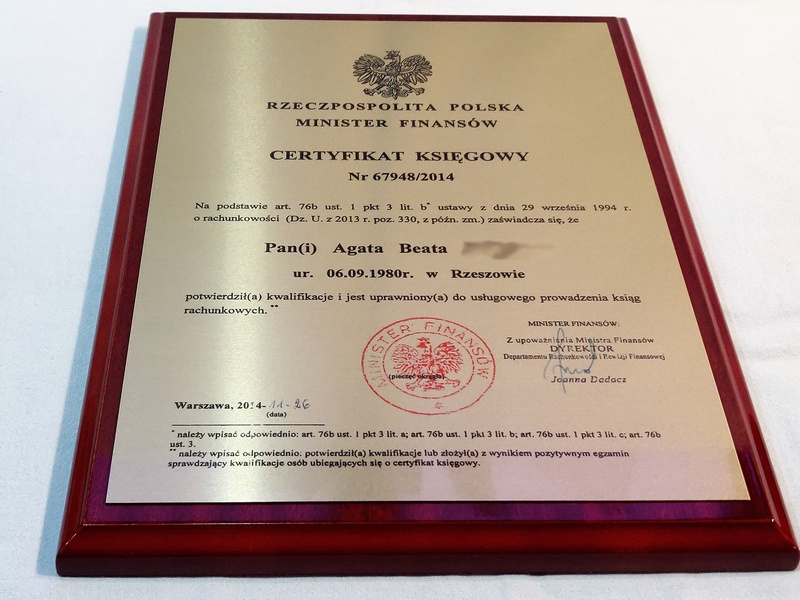 RZECZPOSPOLITA POLSKA
MINISTER FINANSÓW
CERTYFIKAT KSIĘGOWY
Nr 67948/2014
Na podstawie art. 76b ust. 1 pkt 3 lit. b* ustawy z dnia 29 września 1994 r.
o rachunkowości (Dz. U. z 2013 r. poz. 330, z późn. zm.) zaświadcza się, że
Pan(i) Agata Beata
ur. 06.09.1980r. w Rzeszowie
potwierdził(a) kwalifikacje i jest uprawniony(a) do usługowego prowadzenia ksiąg
rachunkowych. **
MINISTER FINANSÓW:
Z upoważnienia Ministra Finansów
DYREKTOR
Departamentu Rachunkowości i Rewizji Finansowej
Joanna Dadacz
MINISTER FINANSÓW
(pieczęć okrągła)
Warszawa, 2014-11-26
(data)
* należy wpisać odpowiednio: art. 76b ust. 1 pkt 3 lit. a; art. 76b ust. 1 pkt 3 lit. b; art. 76b ust. 1 pkt 3 lit. c; art. 76b
ust. 3.
** należy wpisać odpowiednio: potwierdził(a) kwalifikacje lub złożył(a) z wynikiem pozytywnym egzamin
sprawdzający kwalifikacje osób ubiegających się o certyfikat księgowy.